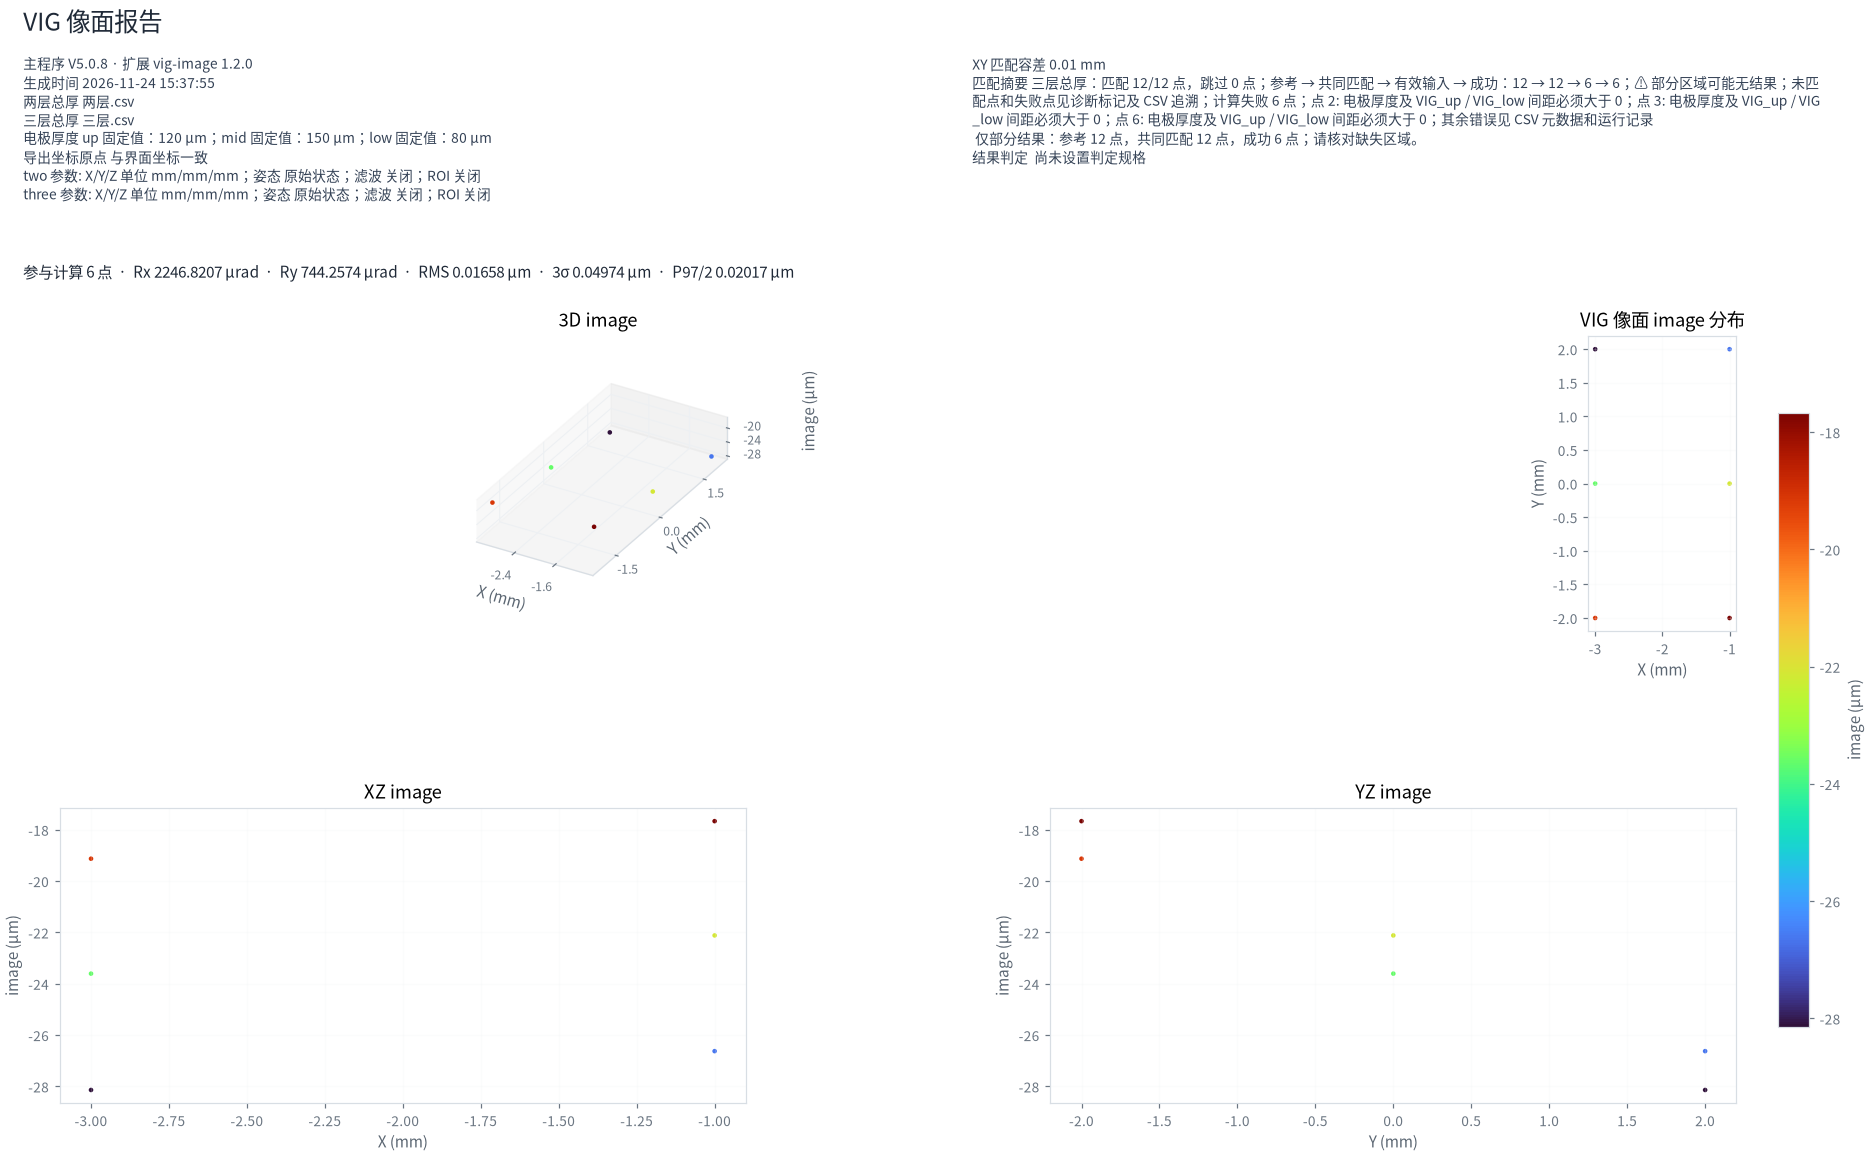 VIG 像面报告
主程序 V5.0.8 · 扩展 vig-image 1.2.0
生成时间 2026-11-24 15:37:55
两层总厚 两层.csv
三层总厚 三层.csv
电极厚度 up 固定值：120 μm；mid 固定值：150 μm；low 固定值：80 μm
导出坐标原点 与界面坐标一致
two 参数: X/Y/Z 单位 mm/mm/mm；姿态 原始状态；滤波 关闭；ROI 关闭
three 参数: X/Y/Z 单位 mm/mm/mm；姿态 原始状态；滤波 关闭；ROI 关闭
XY 匹配容差 0.01 mm
匹配摘要 三层总厚：匹配 12/12 点，跳过 0 点；参考 → 共同匹配 → 有效输入 → 成功：12 → 12 → 6 → 6；⚠ 部分区域可能无结果；未匹
配点和失败点见诊断标记及 CSV 追溯；计算失败 6 点；点 2: 电极厚度及 VIG_up / VIG_low 间距必须大于 0；点 3: 电极厚度及 VIG_up / VIG
_low 间距必须大于 0；点 6: 电极厚度及 VIG_up / VIG_low 间距必须大于 0；其余错误见 CSV 元数据和运行记录
仅部分结果：参考 12 点，共同匹配 12 点，成功 6 点；请核对缺失区域。
结果判定 尚未设置判定规格
参与计算 6 点 · Rx 2246.8207 μrad · Ry 744.2574 μrad · RMS 0.01658 μm · 3σ 0.04974 μm · P97/2 0.02017 μm
3D image
image (μm)
-20
-24
-28
1.5
0.0
-1.5
Y (mm)
-2.4
-1.6
X (mm)
VIG 像面 image 分布
2.0
1.5
1.0
0.5
0.0
-0.5
-1.0
-1.5
-2.0
Y (mm)
-3 -2 -1
X (mm)
-18
-20
-22
-24
-26
-28
image (μm)
XZ image
-18
-20
-22
-24
-26
-28
image (μm)
-3.00 -2.75 -2.50 -2.25 -2.00 -1.75 -1.50 -1.25 -1.00
X (mm)
YZ image
-18
-20
-22
-24
-26
-28
image (μm)
-2.0 -1.5 -1.0 -0.5 0.0 0.5 1.0 1.5 2.0
Y (mm)